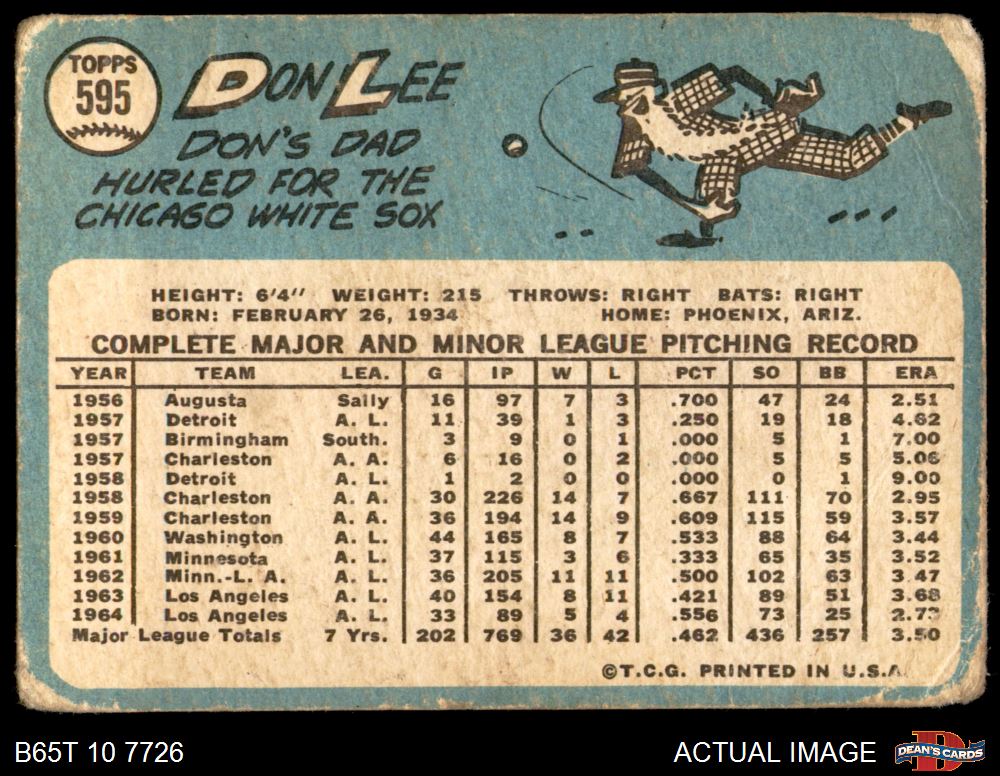 TOPPS
595
DON LEE
DON'S DAD
HURLED FOR THE
CHICAGO WHITE SOX
HEIGHT: 6'4" WEIGHT: 215 THROWS: RIGHT BATS: RIGHT
BORN: FEBRUARY 26, 1934 HOME: PHOENIX, ARIZ.
COMPLETE MAJOR AND MINOR LEAGUE PITCHING RECORD
YEAR TEAM LEA. G IP W L PCT SO BB ERA
1956 Augusta Sally 16 97 7 3 .700 47 24 2.51
1957 Detroit A. L. 11 39 1 3 .250 19 18 4.62
1957 Birmingham South. 3 9 0 1 .000 5 1 7.00
1957 Charleston A. A. 6 16 0 2 .000 5 5 5.06
1958 Detroit A. L. 1 2 0 0 .000 0 1 9.00
1958 Charleston A. A. 30 226 14 7 .667 111 70 2.95
1959 Charleston A. A. 36 194 14 9 .609 115 59 3.57
1960 Washington A. L. 44 165 8 7 .533 88 64 3.44
1961 Minnesota A. L. 37 115 3 6 .333 65 35 3.52
1962 Minn.-L. A. A. L. 36 205 11 11 .500 102 63 3.47
1963 Los Angeles A. L. 40 154 8 11 .421 89 51 3.68
1964 Los Angeles A. L. 33 89 5 4 .556 73 25 2.73
Major League Totals 7 Yrs. 202 769 36 42 .462 436 257 3.50
©T.C.G. PRINTED IN U.S.A.
B65T 10 7726 ACTUAL IMAGE DEAN'S CARDS